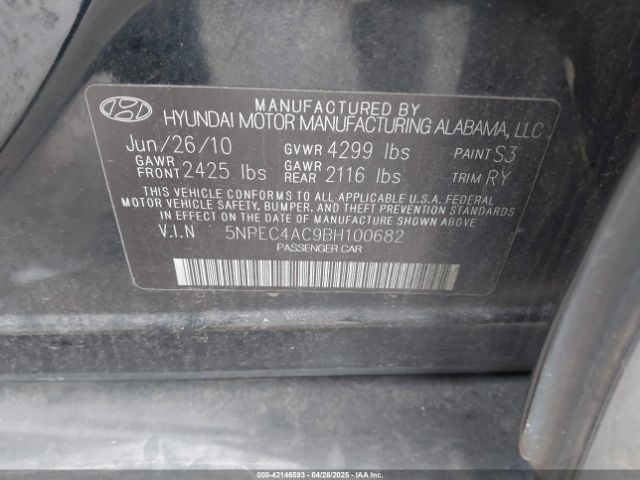 MANUFACTURED BY
HYUNDAI MOTOR MANUFACTURING ALABAMA, LLC
Jun/26/10 GVWR 4299 lbs PAINT S3
GAWR FRONT 2425 lbs GAWR REAR 2116 lbs TRIM RY
THIS VEHICLE CONFORMS TO ALL APPLICABLE U.S.A. FEDERAL
MOTOR VEHICLE SAFETY, BUMPER, AND THEFT PREVENTION
STANDARDS IN EFFECT ON THE DATE OF MANUFACTURE SHOWN ABOVE
V.I.N 5NPEC4AC9BH100682
PASSENGER CAR
000-42146593 - 04/28/2025 - IAAI.COM